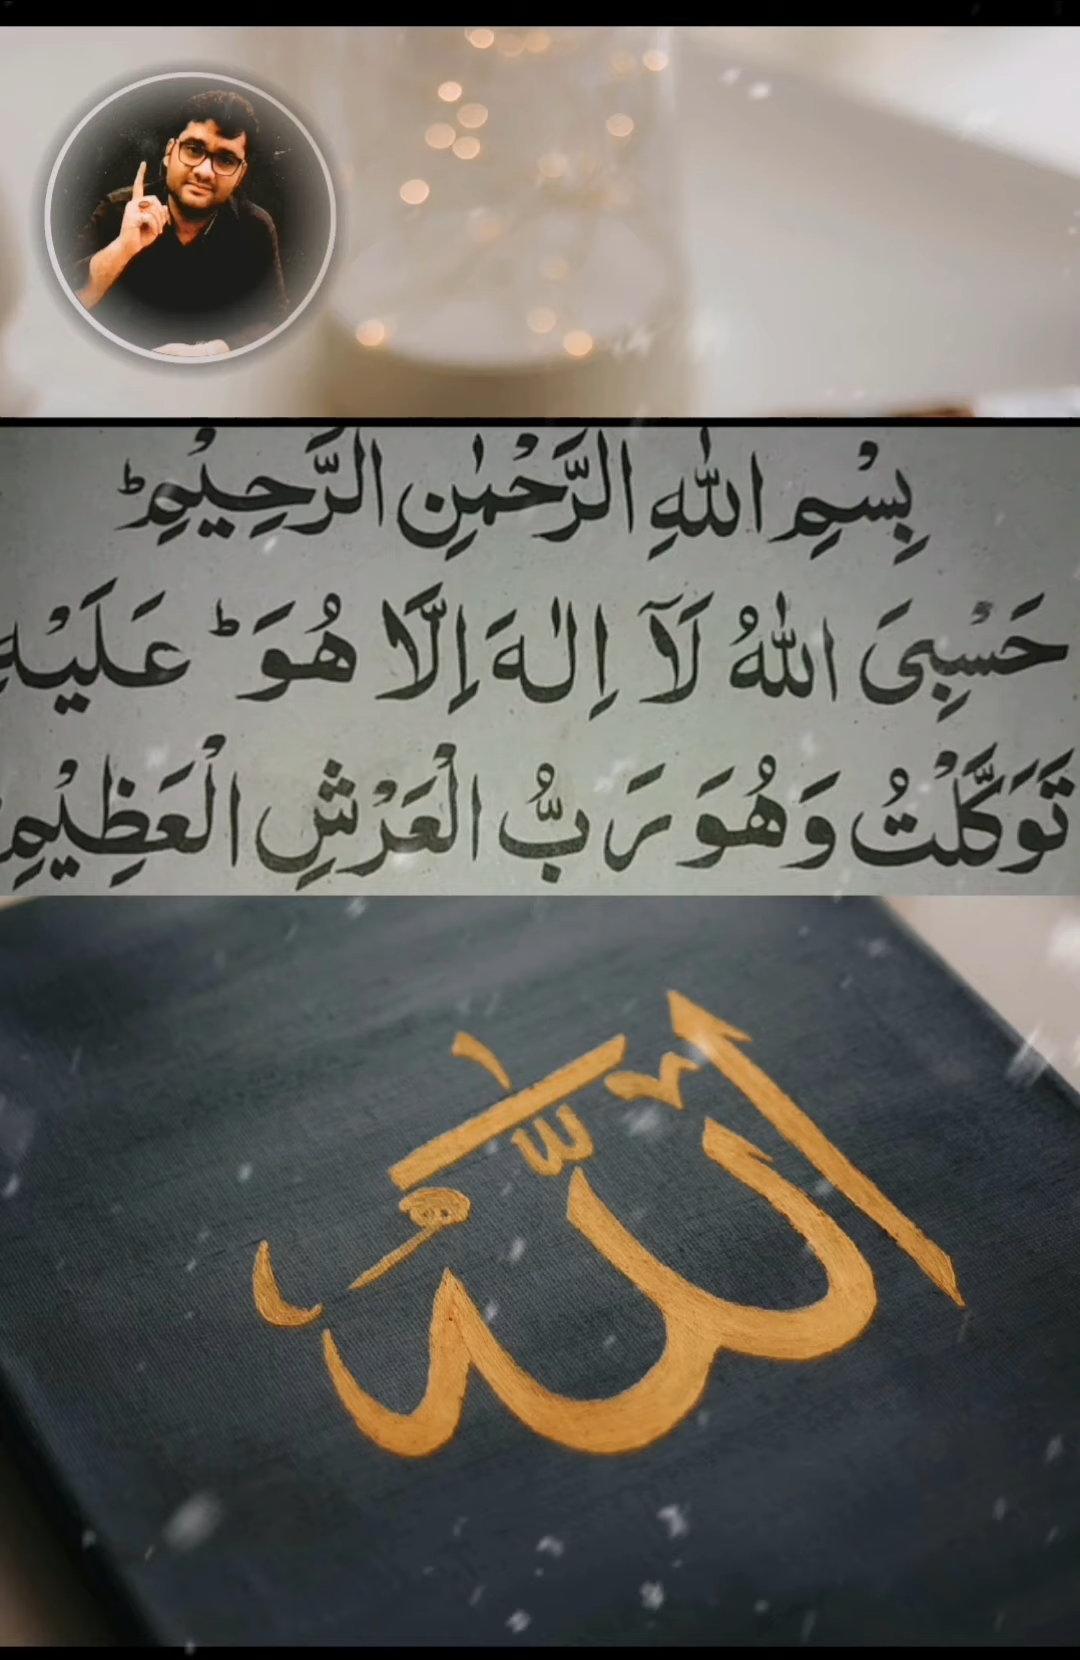 بِسْمِ اللّٰهِ الرَّحْمٰنِ الرَّحِيْمِ ؕ
حَسْبِیَ اللّٰهُ لَاۤ اِلٰهَ اِلَّا هُوَ ؕ عَلَيْهِ
تَوَكَّلْتُ وَهُوَ رَبُّ الْعَرْشِ الْعَظِيْمِ
اللّٰهُ